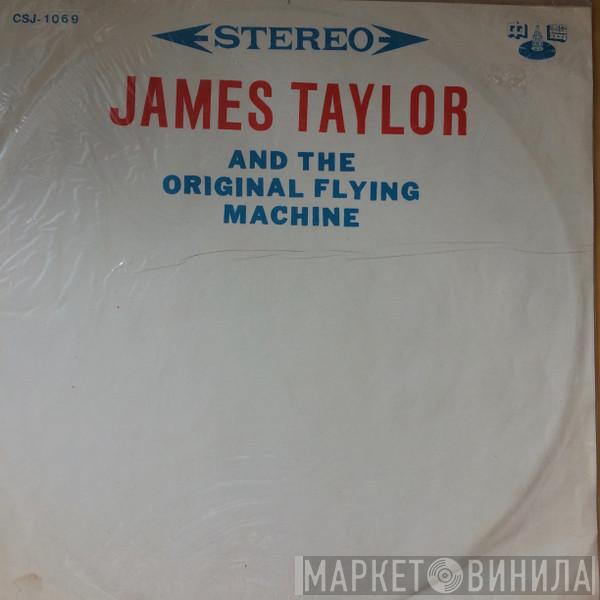 CSJ-1069
STEREO
JAMES TAYLOR
AND THE
ORIGINAL FLYING
MACHINE
МАРКЕТ ВИНИЛА